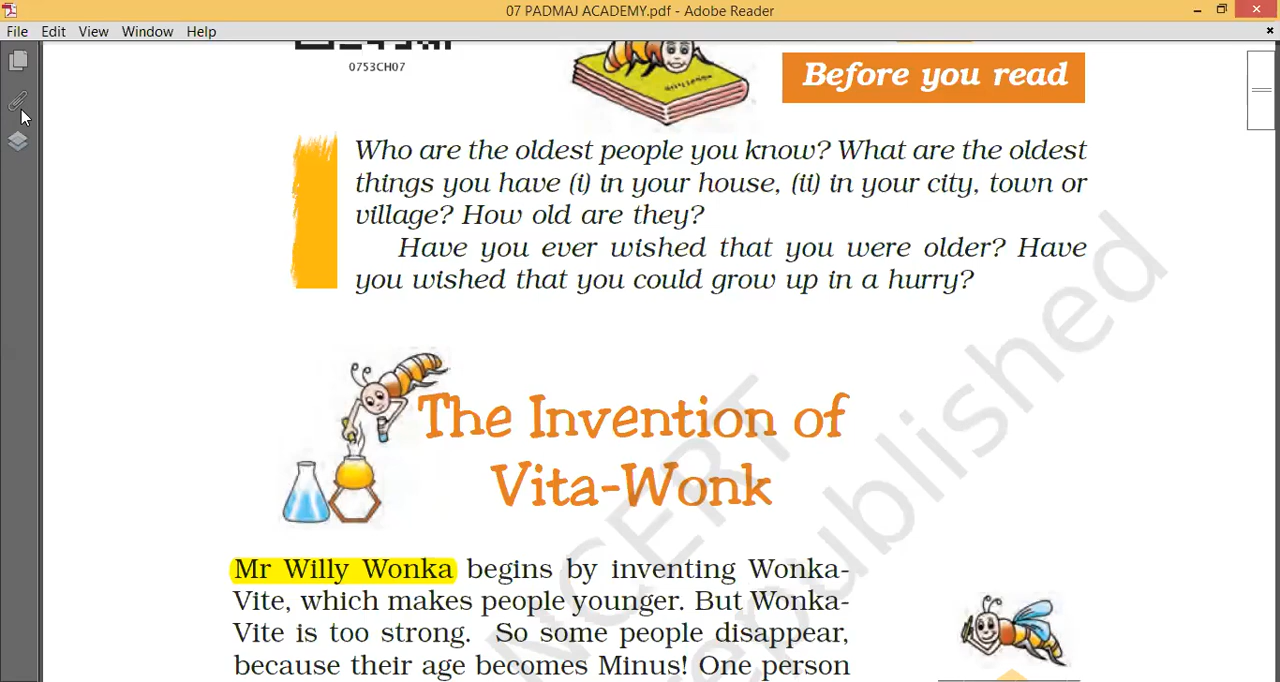 07 PADMAJ ACADEMY.pdf - Adobe Reader
File Edit View Window Help
0753CH07
Before you read
Who are the oldest people you know? What are the oldest
things you have (i) in your house, (ii) in your city, town or
village? How old are they?
Have you ever wished that you were older? Have
you wished that you could grow up in a hurry?
The Invention of
Vita-Wonk
Mr Willy Wonka begins by inventing Wonka-
Vite, which makes people younger. But Wonka-
Vite is too strong. So some people disappear,
because their age becomes Minus! One person
NCERT
republished